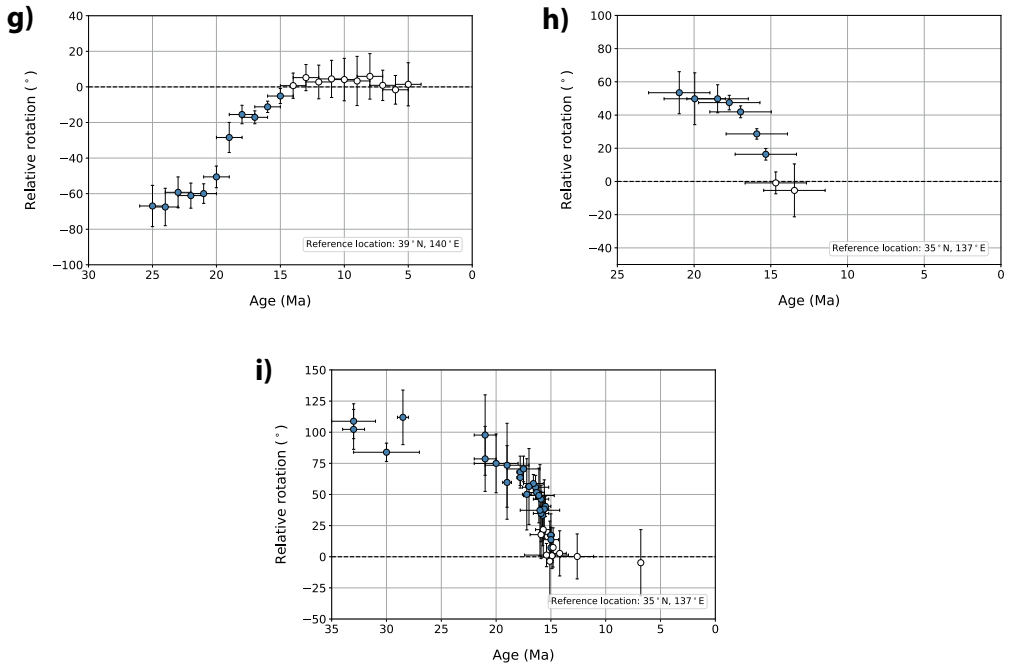 g)
Relative rotation (°)
40
20
0
−20
−40
−60
−80
−100
Reference location: 39°N, 140°E
30 25 20 15 10 5 0
Age (Ma)
h)
Relative rotation (°)
100
80
60
40
20
0
−20
−40
Reference location: 35°N, 137°E
25 20 15 10 5 0
Age (Ma)
i)
Relative rotation (°)
150
125
100
75
50
25
0
−25
−50
Reference location: 35°N, 137°E
35 30 25 20 15 10 5 0
Age (Ma)